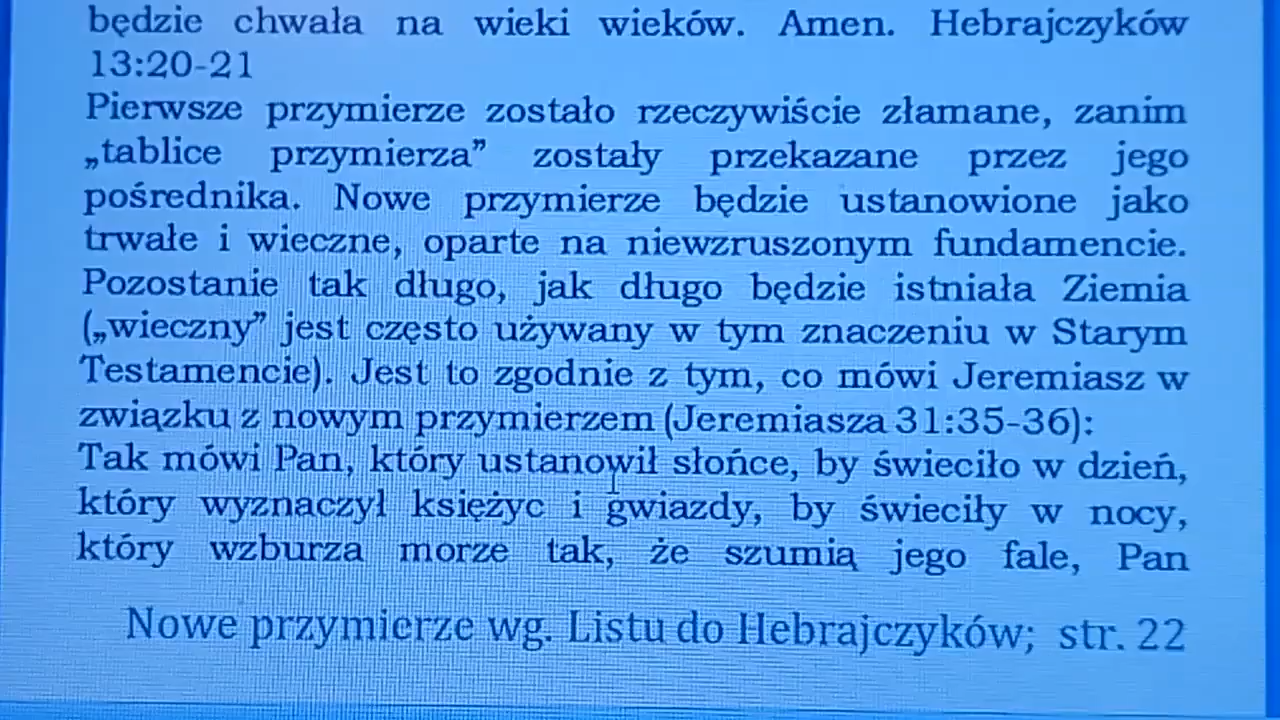 będzie chwała na wieki wieków. Amen. Hebrajczyków
13:20-21
Pierwsze przymierze zostało rzeczywiście złamane, zanim
„tablice przymierza” zostały przekazane przez jego
pośrednika. Nowe przymierze będzie ustanowione jako
trwałe i wieczne, oparte na niewzruszonym fundamencie.
Pozostanie tak długo, jak długo będzie istniała Ziemia
(„wieczny” jest często używany w tym znaczeniu w Starym
Testamencie). Jest to zgodnie z tym, co mówi Jeremiasz w
związku z nowym przymierzem (Jeremiasza 31:35-36):
Tak mówi Pan, który ustanowił słońce, by świeciło w dzień,
który wyznaczył księżyc i gwiazdy, by świeciły w nocy,
który wzburza morze tak, że szumią jego fale, Pan
Nowe przymierze wg. Listu do Hebrajczyków; str. 22